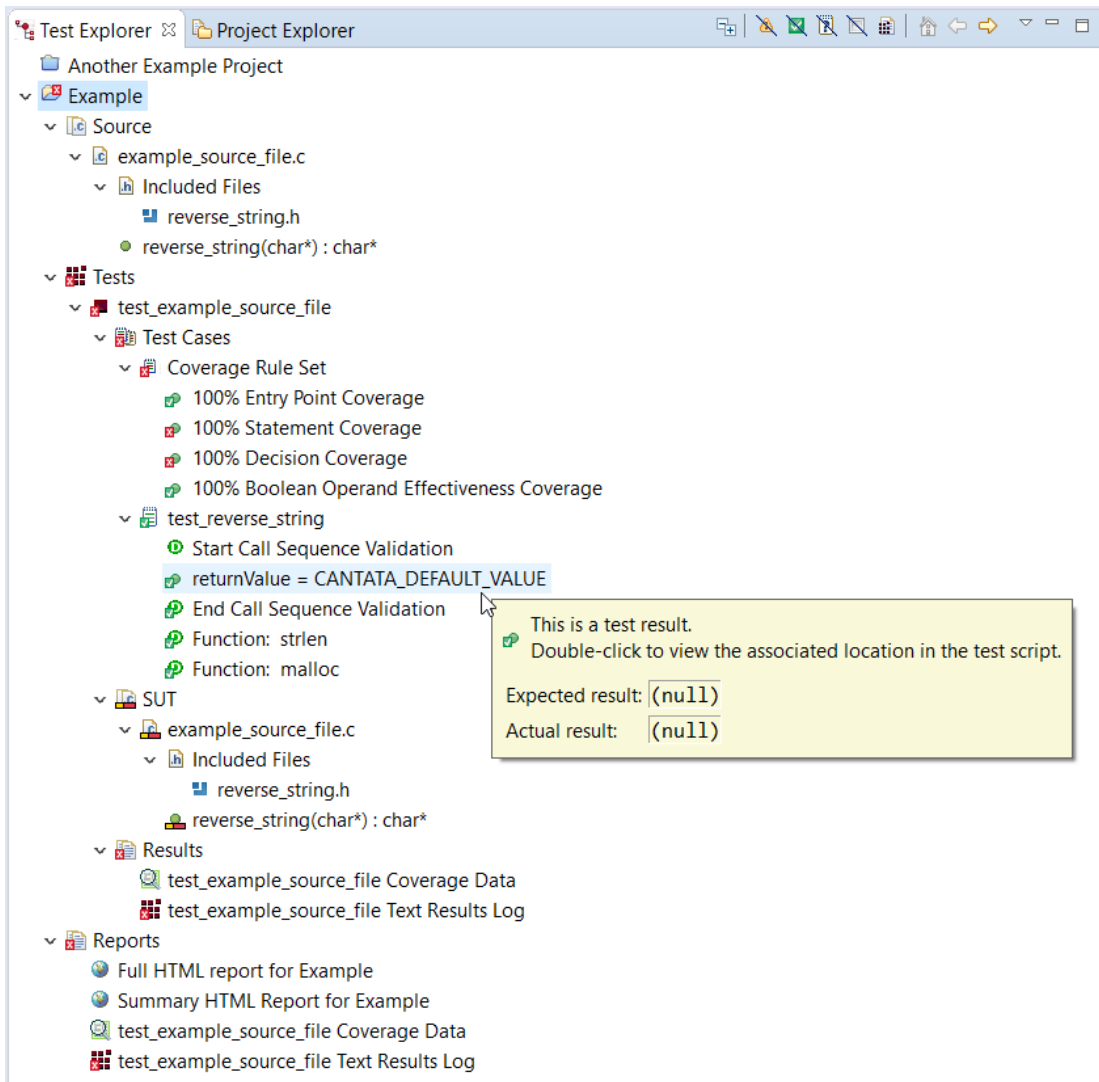 Test Explorer
Project Explorer
Another Example Project
Example
Source
example_source_file.c
Included Files
reverse_string.h
reverse_string(char*) : char*
Tests
test_example_source_file
Test Cases
Coverage Rule Set
100% Entry Point Coverage
100% Statement Coverage
100% Decision Coverage
100% Boolean Operand Effectiveness Coverage
test_reverse_string
Start Call Sequence Validation
returnValue = CANTATA_DEFAULT_VALUE
End Call Sequence Validation
Function: strlen
Function: malloc
This is a test result.
Double-click to view the associated location in the test script.
Expected result: (null)
Actual result: (null)
SUT
example_source_file.c
Included Files
reverse_string.h
reverse_string(char*) : char*
Results
test_example_source_file Coverage Data
test_example_source_file Text Results Log
Reports
Full HTML report for Example
Summary HTML Report for Example
test_example_source_file Coverage Data
test_example_source_file Text Results Log